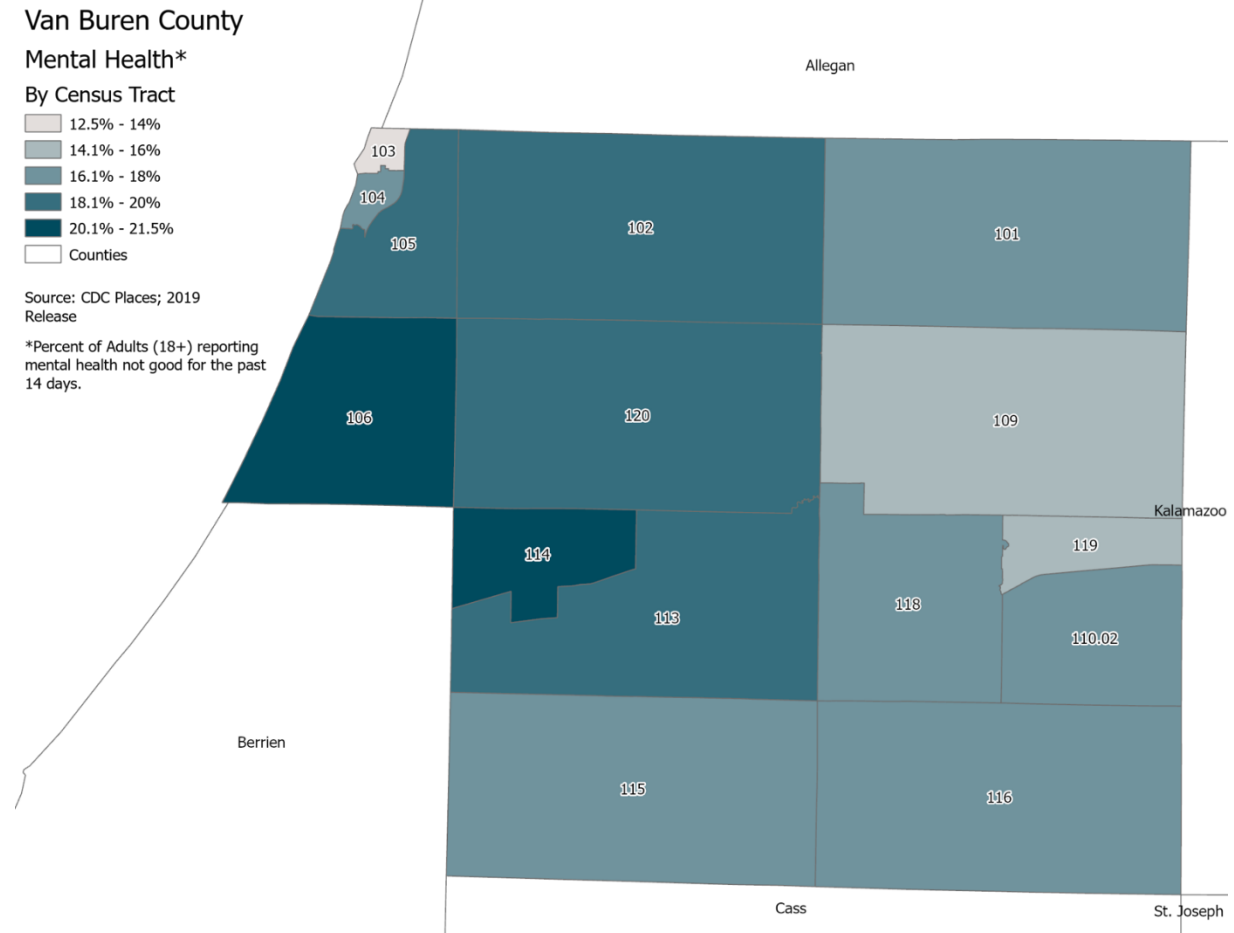 Van Buren County
Mental Health*
By Census Tract
12.5% - 14%
14.1% - 16%
16.1% - 18%
18.1% - 20%
20.1% - 21.5%
Counties
Source: CDC Places; 2019
Release
*Percent of Adults (18+) reporting
mental health not good for the past
14 days.
Allegan
103
104
105
102
101
106
120
109
Kalamazoo
114
119
118
113
110.02
Berrien
115
116
Cass
St. Joseph